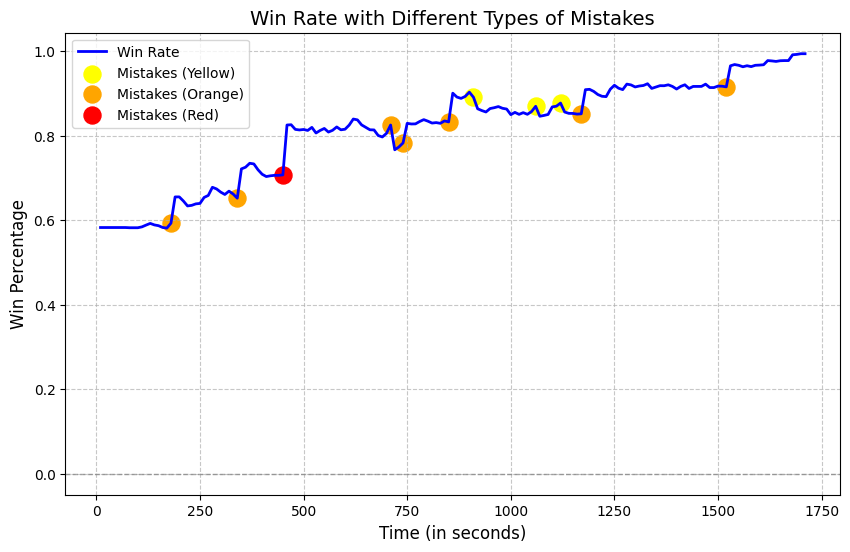 Win Rate with Different Types of Mistakes
Win Rate
Mistakes (Yellow)
Mistakes (Orange)
Mistakes (Red)
Win Percentage
1.0
0.8
0.6
0.4
0.2
0.0
0 250 500 750 1000 1250 1500 1750
Time (in seconds)